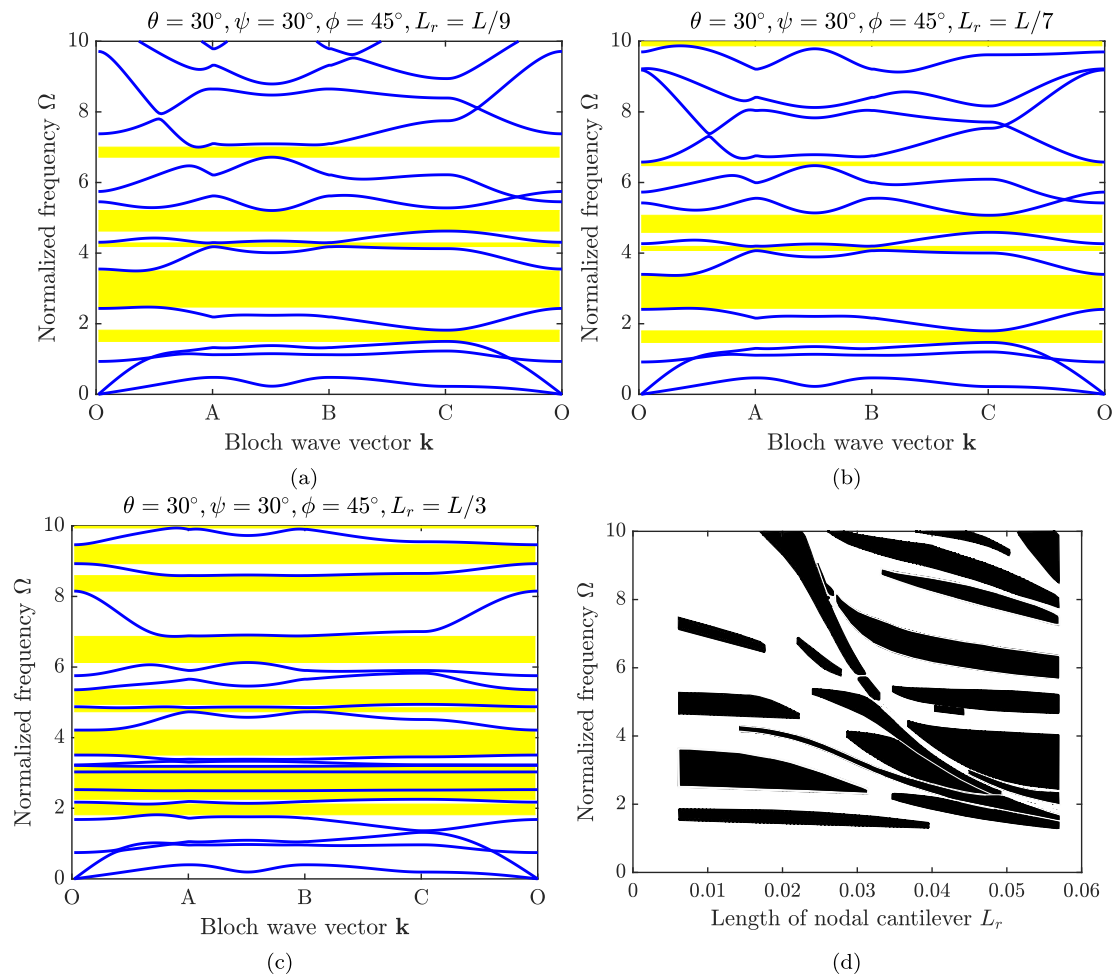 θ = 30°, ψ = 30°, ϕ = 45°, L_r = L/9
10
8
6
4
2
0
Normalized frequency Ω
O A B C O
Bloch wave vector k
(a)
θ = 30°, ψ = 30°, ϕ = 45°, L_r = L/7
10
8
6
4
2
0
Normalized frequency Ω
O A B C O
Bloch wave vector k
(b)
θ = 30°, ψ = 30°, ϕ = 45°, L_r = L/3
10
8
6
4
2
0
Normalized frequency Ω
O A B C O
Bloch wave vector k
(c)
10
8
6
4
2
0
Normalized frequency Ω
0 0.01 0.02 0.03 0.04 0.05 0.06
Length of nodal cantilever L_r
(d)